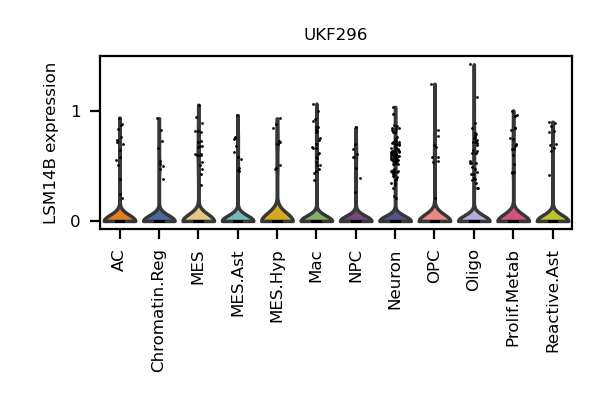 UKF296
LSM14B expression
1
0
AC
Chromatin.Reg
MES
MES.Ast
MES.Hyp
Mac
NPC
Neuron
OPC
Oligo
Prolif.Metab
Reactive.Ast